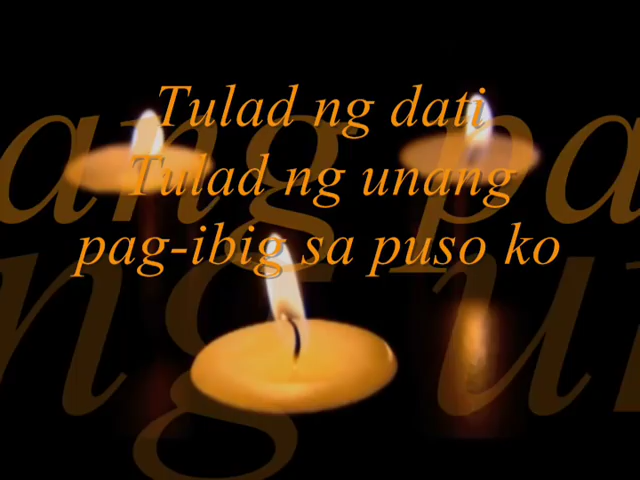 Tulad ng dati
Tulad ng unang
pag-ibig sa puso ko